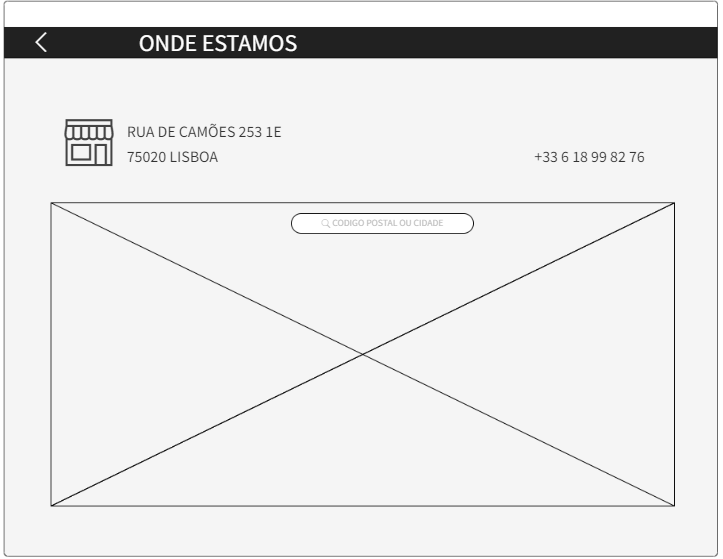 ONDE ESTAMOS
RUA DE CAMÕES 253 1E
75020 LISBOA
+33 6 18 99 82 76
CODIGO POSTAL OU CIDADE